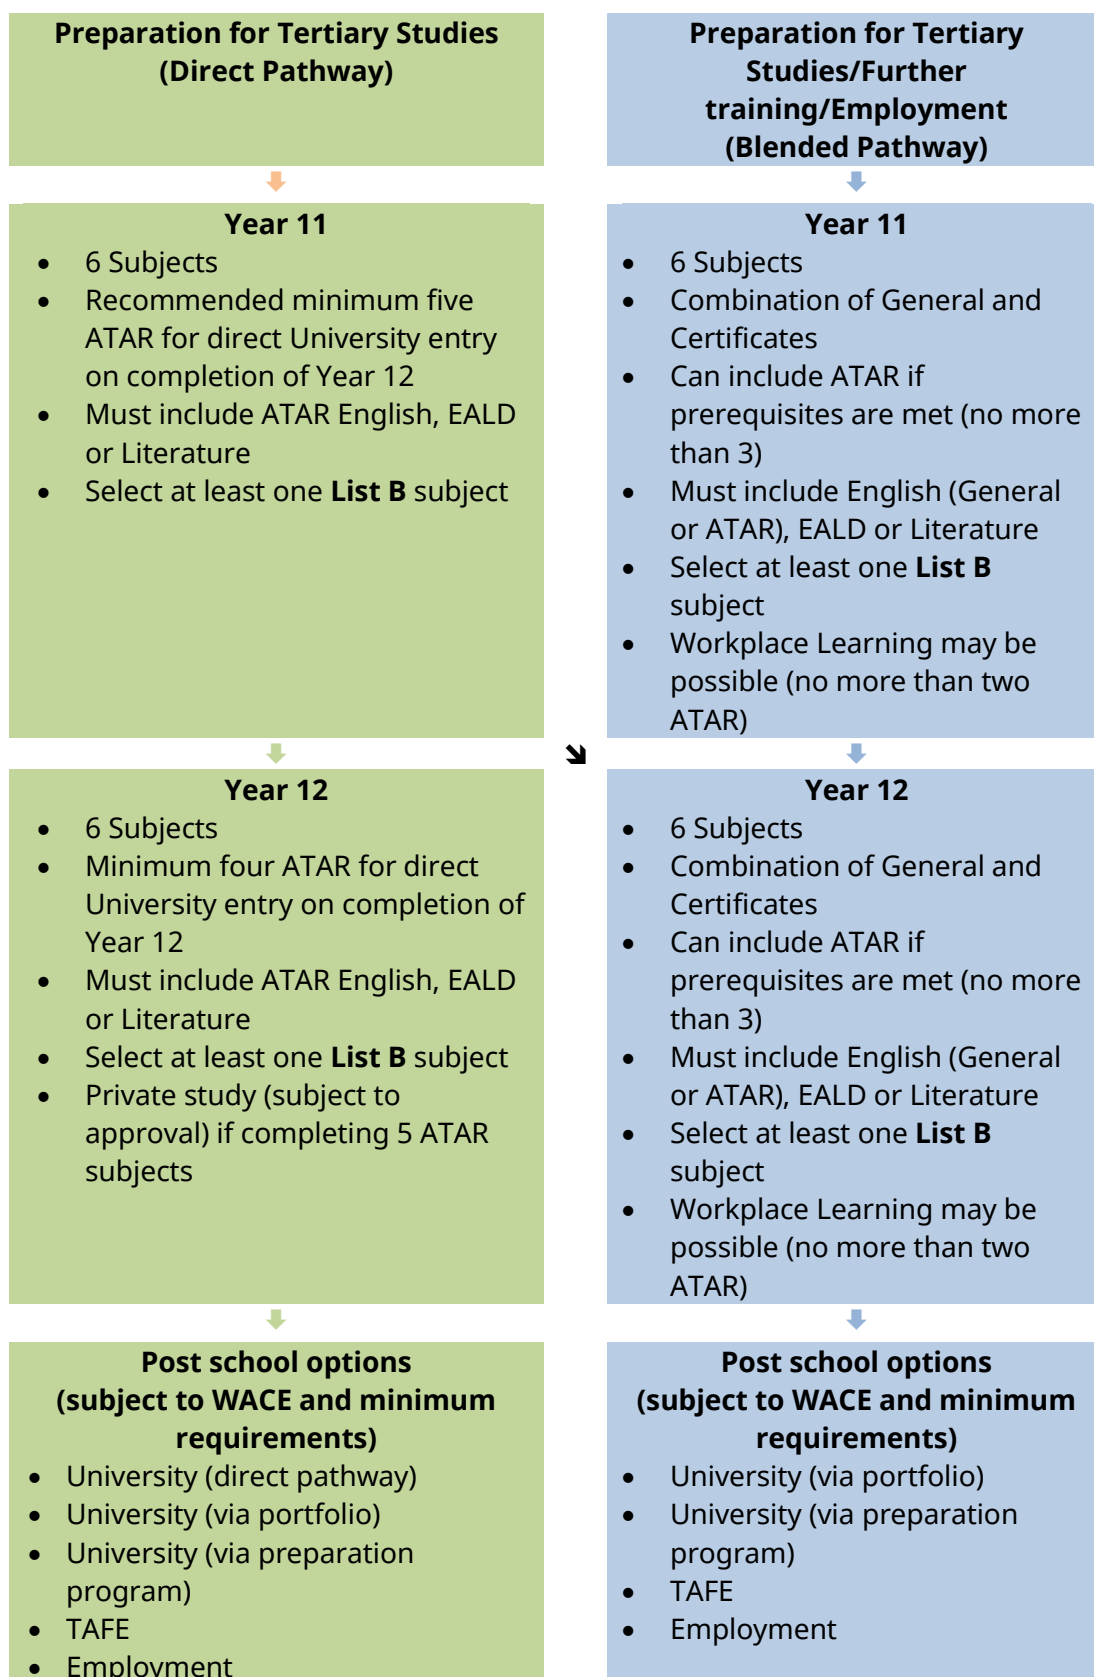 Preparation for Tertiary Studies
(Direct Pathway)
Year 11
• 6 Subjects
• Recommended minimum five
ATAR for direct University entry
on completion of Year 12
• Must include ATAR English, EALD
or Literature
• Select at least one List B subject
Year 12
• 6 Subjects
• Minimum four ATAR for direct
University entry on completion of
Year 12
• Must include ATAR English, EALD
or Literature
• Select at least one List B subject
• Private study (subject to
approval) if completing 5 ATAR
subjects
Post school options
(subject to WACE and minimum
requirements)
• University (direct pathway)
• University (via portfolio)
• University (via preparation
program)
• TAFE
• Employment
Preparation for Tertiary
Studies/Further
training/Employment
(Blended Pathway)
Year 11
• 6 Subjects
• Combination of General and
Certificates
• Can include ATAR if
prerequisites are met (no more
than 3)
• Must include English (General
or ATAR), EALD or Literature
• Select at least one List B
subject
• Workplace Learning may be
possible (no more than two
ATAR)
Year 12
• 6 Subjects
• Combination of General and
Certificates
• Can include ATAR if
prerequisites are met (no more
than 3)
• Must include English (General
or ATAR), EALD or Literature
• Select at least one List B
subject
• Workplace Learning may be
possible (no more than two
ATAR)
Post school options
(subject to WACE and minimum
requirements)
• University (via portfolio)
• University (via preparation
program)
• TAFE
• Employment